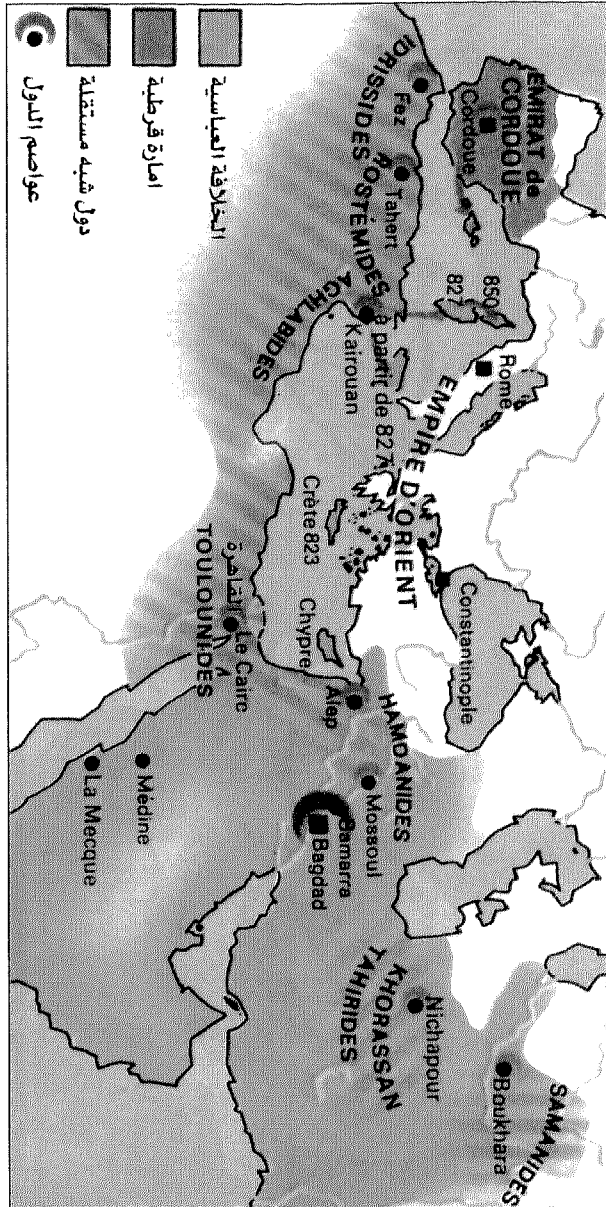 EMIRAT de
CORDOUE
Cordoue
IDRISSIDES
Fez
OSTÉMIDES
Tahert
AGHLABIDES
Kairouan
à partir de 827
850
827
Rome
EMPIRE D'ORIENT
Constantinople
Crète 823
Chypre
TOULOUNIDES
القاهرة
Le Caire
Alep
HAMDANIDES
Mossoul
Samarra
Bagdad
Médine
La Mecque
KHORASSAN
TAHIRIDES
Nichapour
Boukhara
SAMANIDES
الخلافة العباسية
امارة قرطبة
دول شبه مستقلة
عواصم الدول